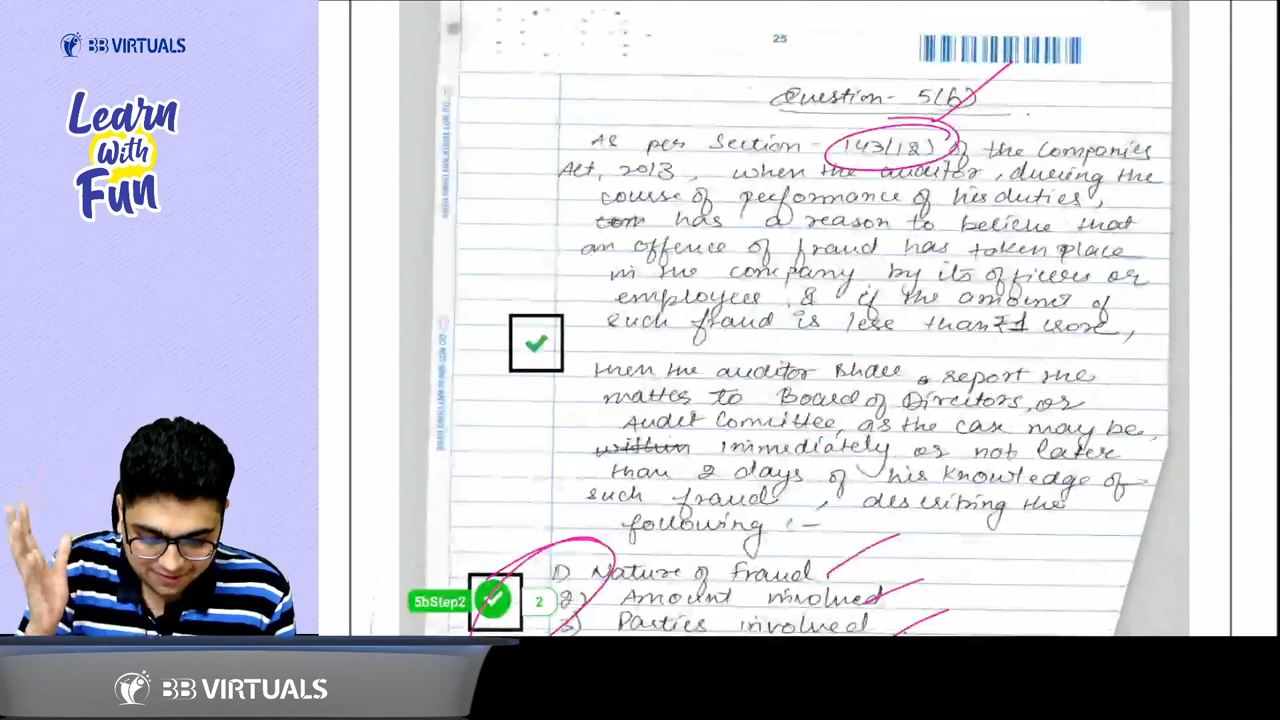 BB VIRTUALS
Learn
With
Fun
25
Question - 5(b)
As per Section - 143(12) of the Companies
Act, 2013, when the auditor, during the
course of performance of his duties,
has a reason to believe that
an offence of fraud has taken place
in the company by its officers or
employees & if the amount of
such fraud is less than ₹1 crore,
then the auditor shall report the
matter to Board of Directors, or
Audit Committee, as the case may be,
within immediately or not later
than 2 days of his knowledge of
such fraud, describing the
following :-
1) Nature of Fraud
2) Amount involved
3) Parties involved
5bStep2
2
BB VIRTUALS